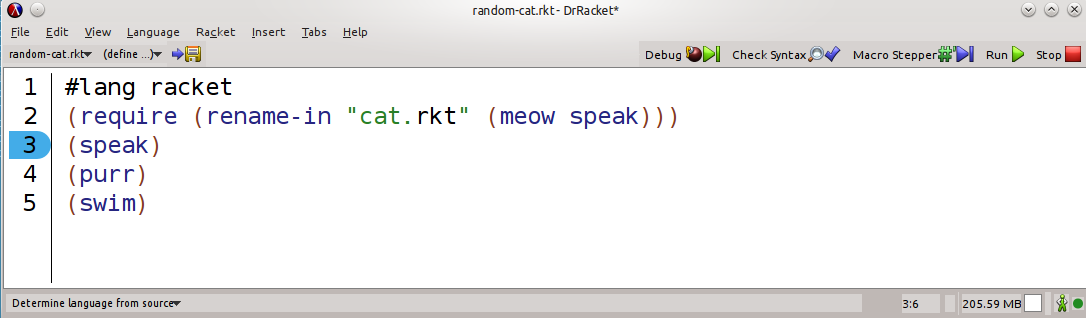 random-cat.rkt - DrRacket*
File Edit View Language Racket Insert Tabs Help
random-cat.rkt (define ...) Debug Check Syntax Macro Stepper Run Stop
1 #lang racket
2 (require (rename-in "cat.rkt" (meow speak)))
3 (speak)
4 (purr)
5 (swim)
Determine language from source 3:6 205.59 MB